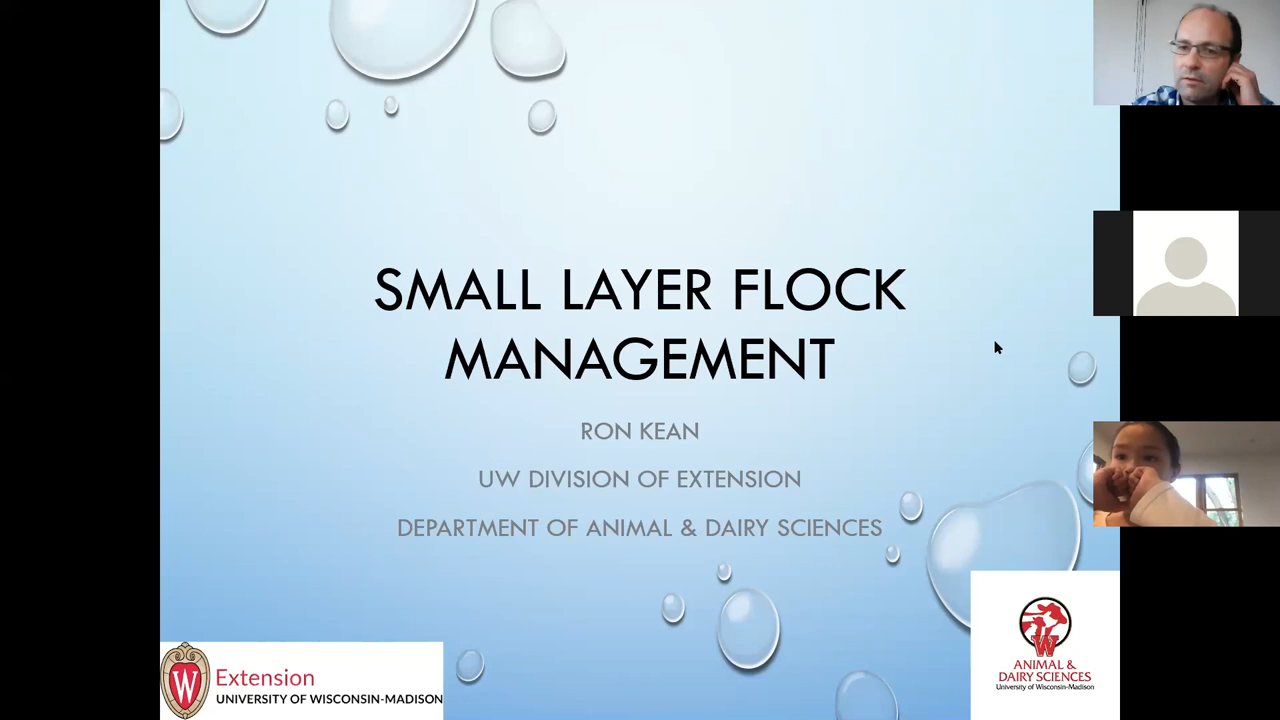 SMALL LAYER FLOCK
MANAGEMENT
RON KEAN
UW DIVISION OF EXTENSION
DEPARTMENT OF ANIMAL & DAIRY SCIENCES
W
Extension
UNIVERSITY OF WISCONSIN-MADISON
W
ANIMAL &
DAIRY SCIENCES
University of Wisconsin-Madison